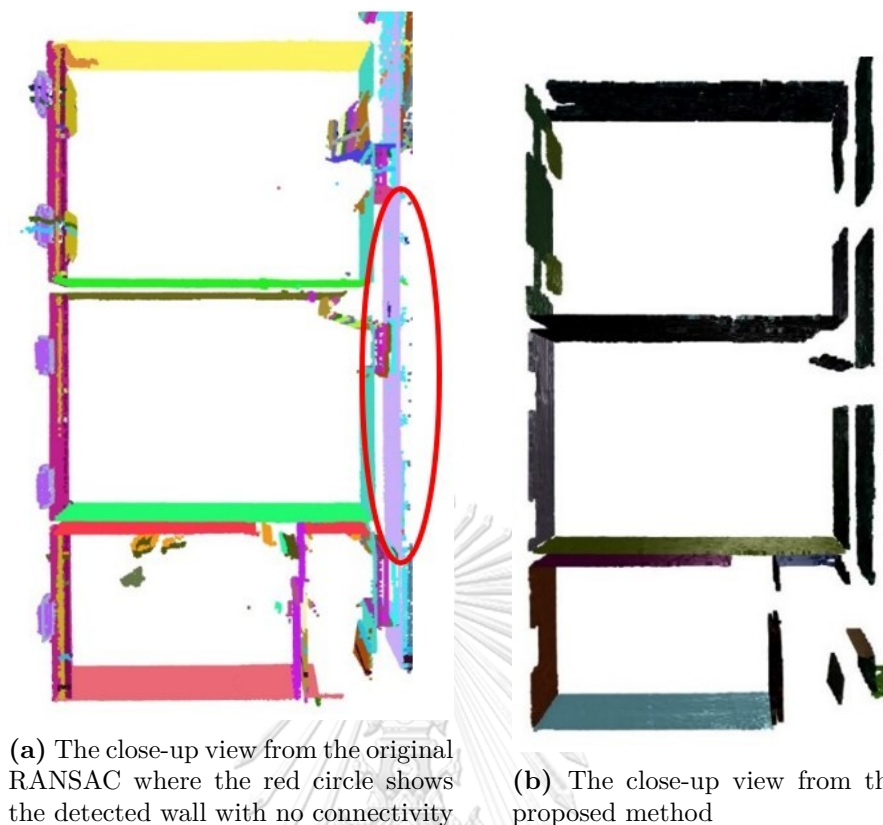 (a) The close-up view from the original
RANSAC where the red circle shows
the detected wall with no connectivity
(b) The close-up view from th
proposed method